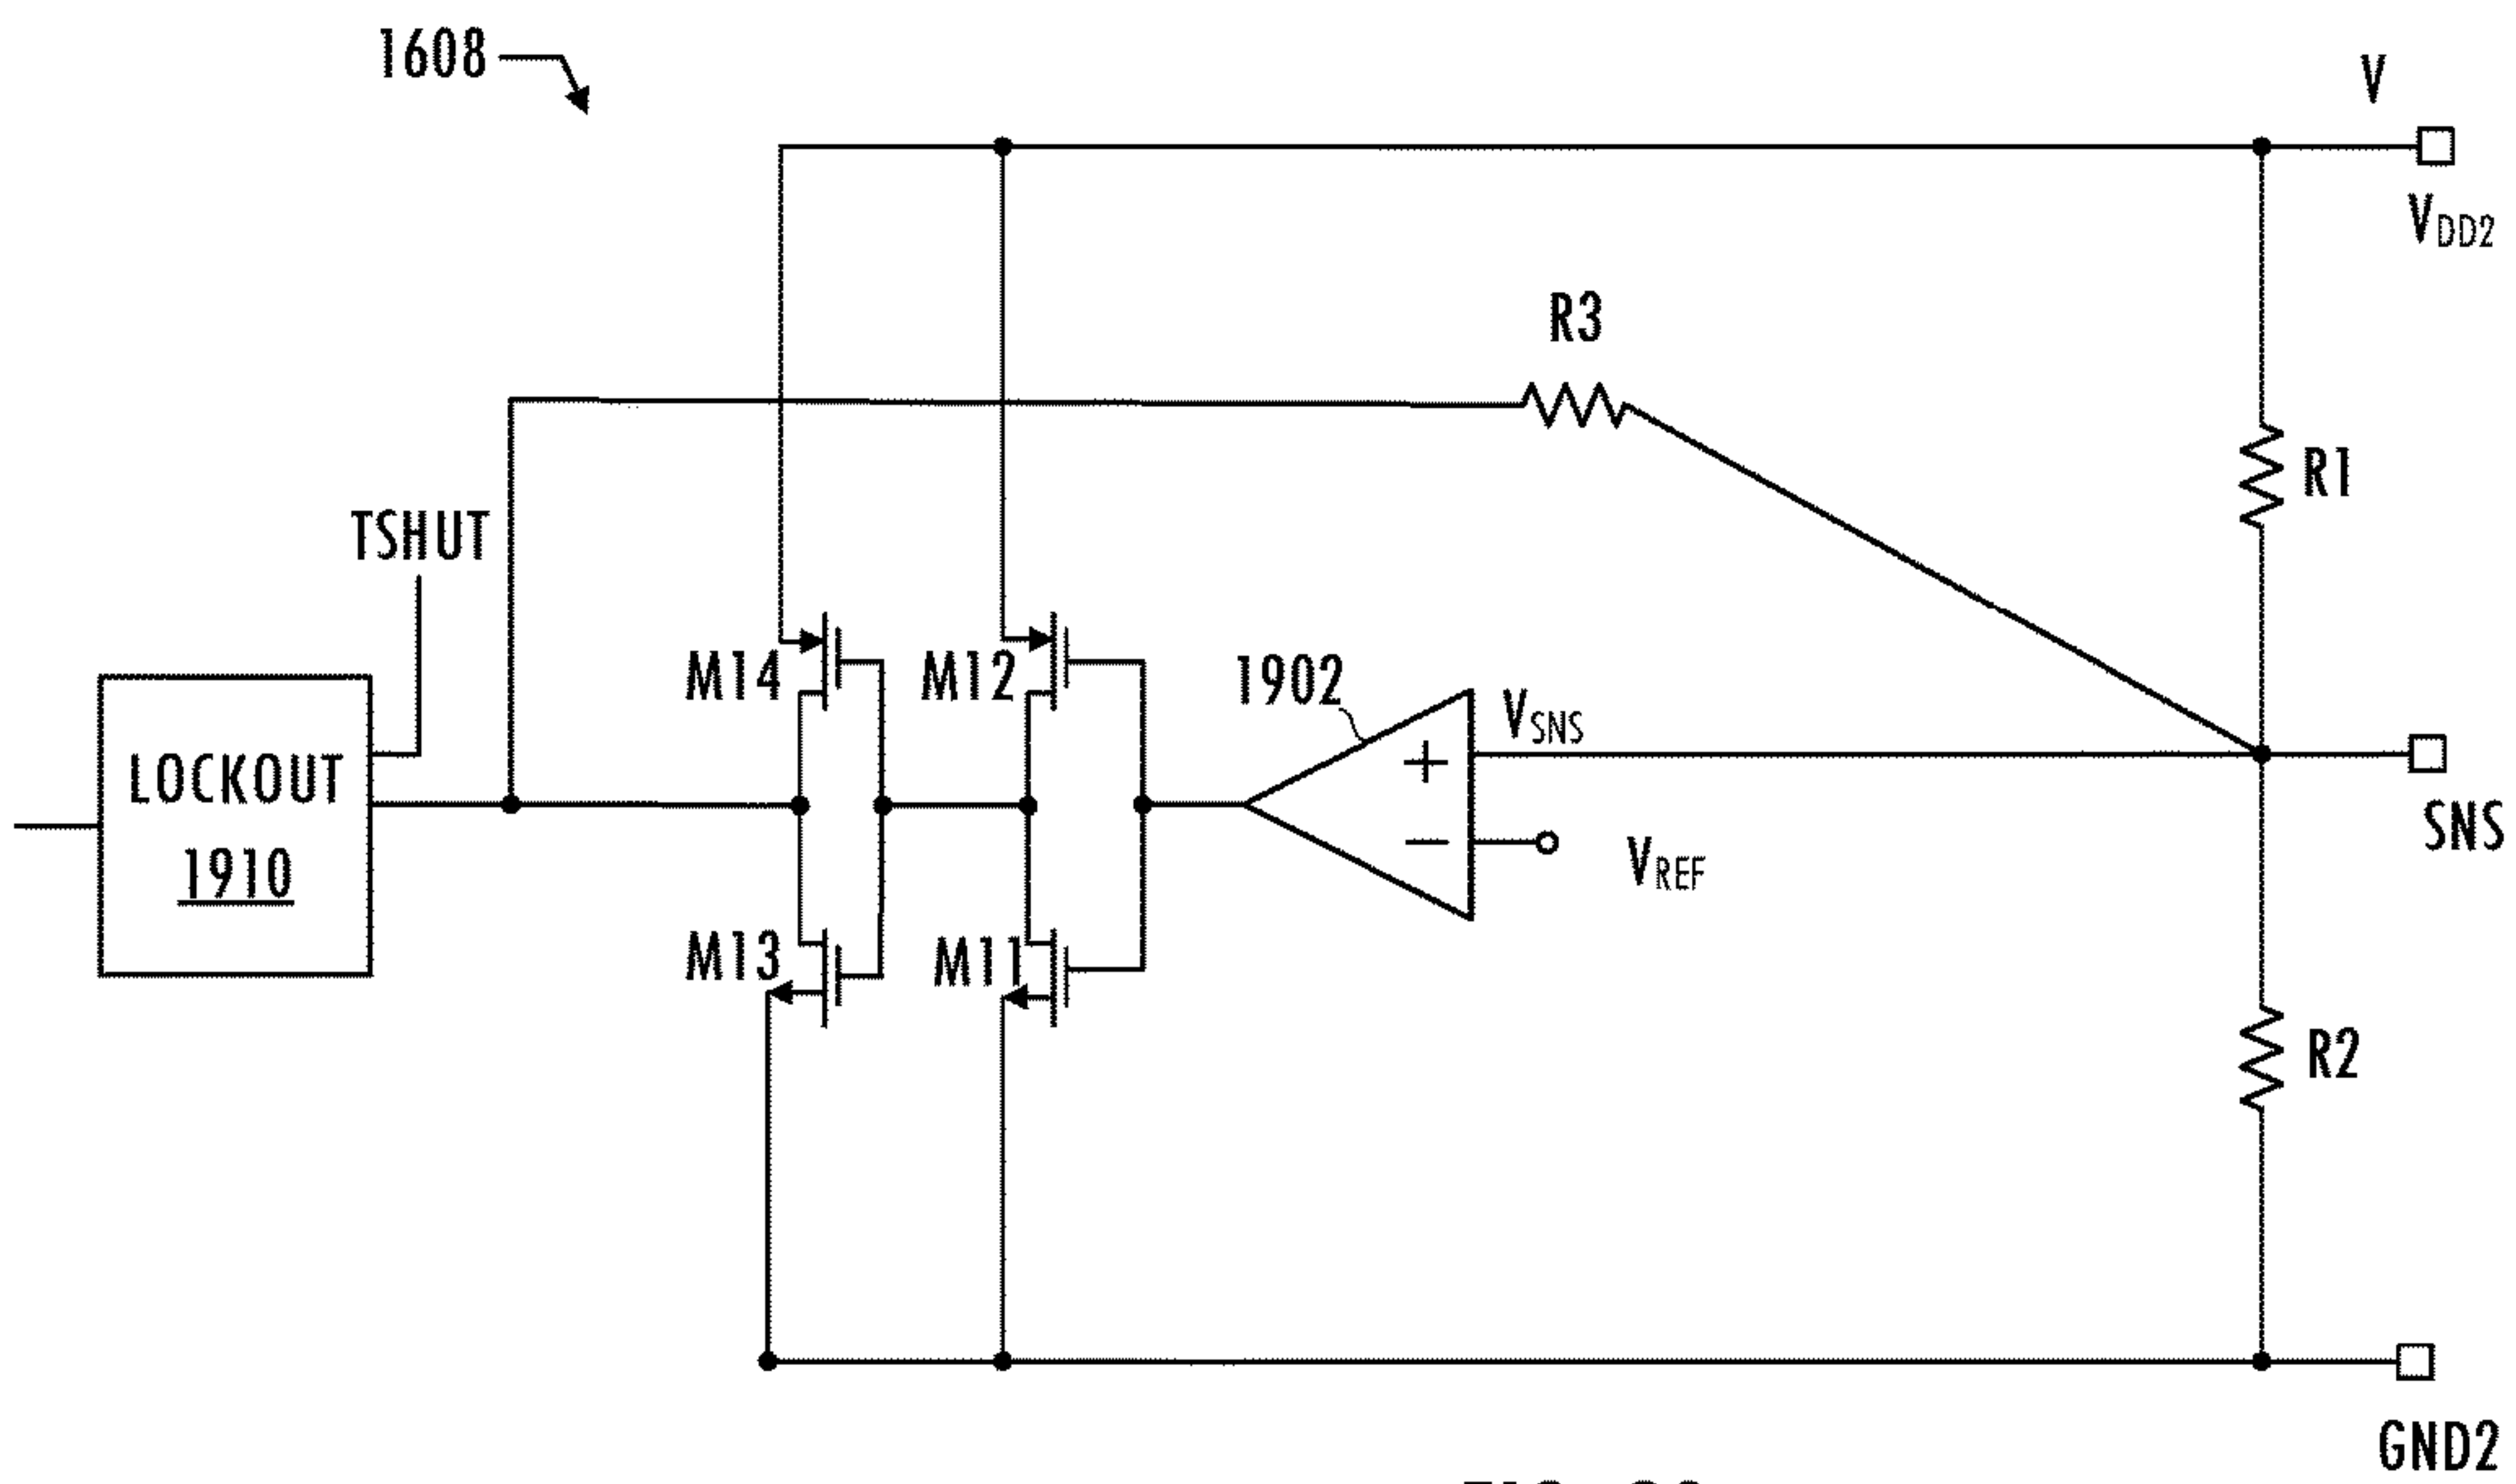 1608
V
VDD2
R3
R1
TSHUT
M14
M12
1902
VSNS
LOCKOUT
1910
+
−
SNS
VREF
M13
M11
R2
GND2